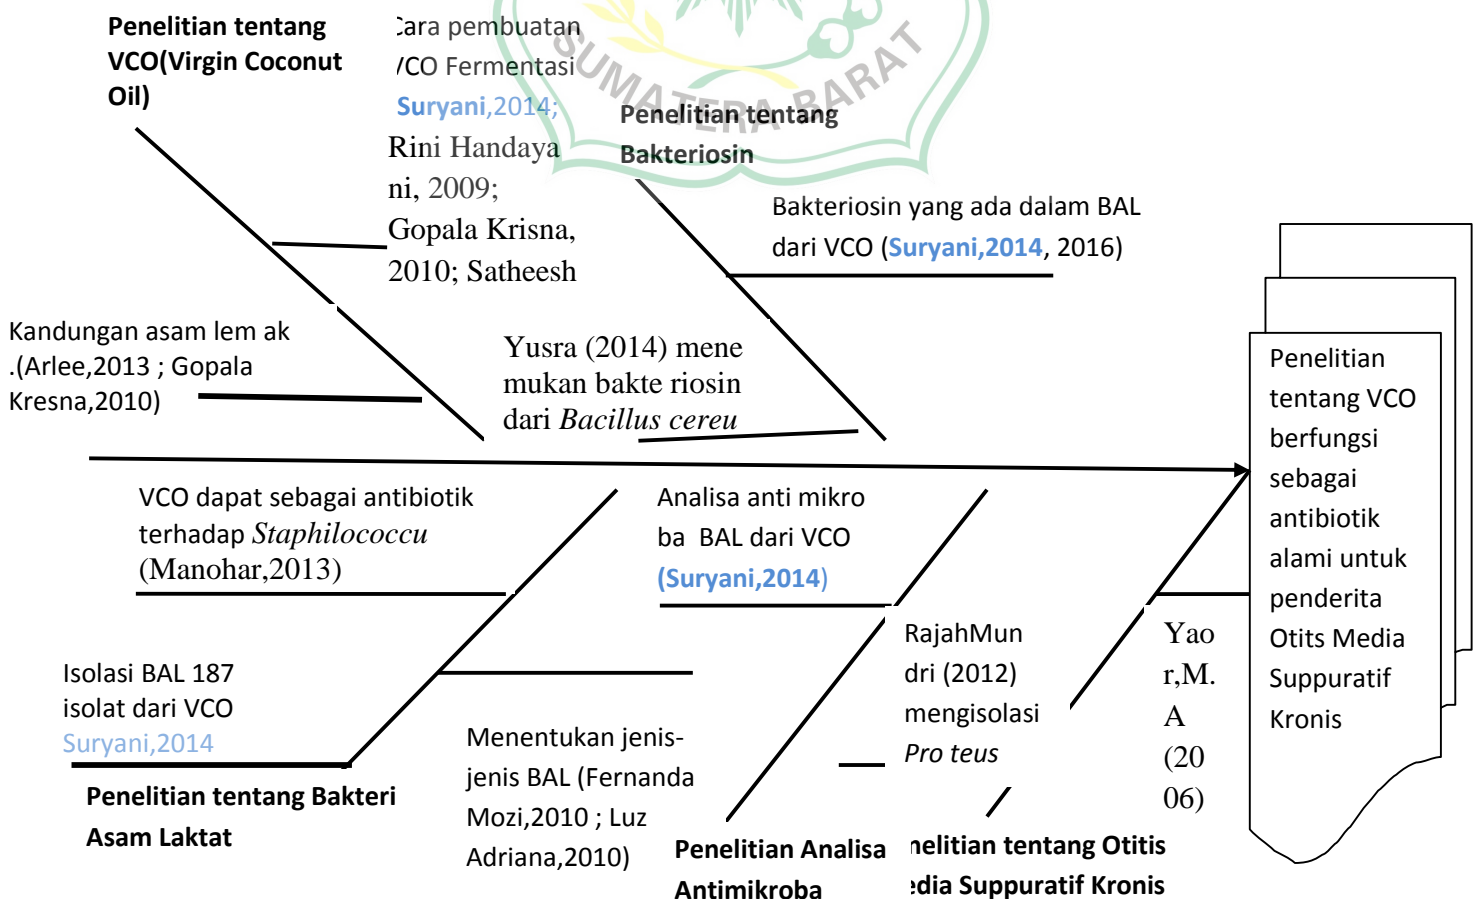 Penelitian tentang
VCO(Virgin Coconut
Oil)
Cara pembuatan
VCO Fermentasi
Suryani,2014;
Rini Handaya
ni, 2009;
Gopala Krisna,
2010; Satheesh
SUMATERA BARAT
Penelitian tentang
Bakteriosin
Bakteriosin yang ada dalam BAL
dari VCO (Suryani,2014, 2016)
Kandungan asam lem ak
.(Arlee,2013 ; Gopala
Kresna,2010)
Yusra (2014) mene
mukan bakte riosin
dari Bacillus cereu
VCO dapat sebagai antibiotik
terhadap Staphilococcu
(Manohar,2013)
Isolasi BAL 187
isolat dari VCO
Suryani,2014
Penelitian tentang Bakteri
Asam Laktat
Menentukan jenis-
jenis BAL (Fernanda
Mozi,2010 ; Luz
Adriana,2010)
Analisa anti mikro
ba  BAL dari VCO
(Suryani,2014)
Penelitian Analisa
Antimikroba
RajahMun
dri (2012)
mengisolasi
Pro teus
Yao
r,M.
A
(20
06)
nelitian tentang Otitis
edia Suppuratif Kronis
Penelitian
tentang VCO
berfungsi
sebagai
antibiotik
alami untuk
penderita
Otits Media
Suppuratif
Kronis